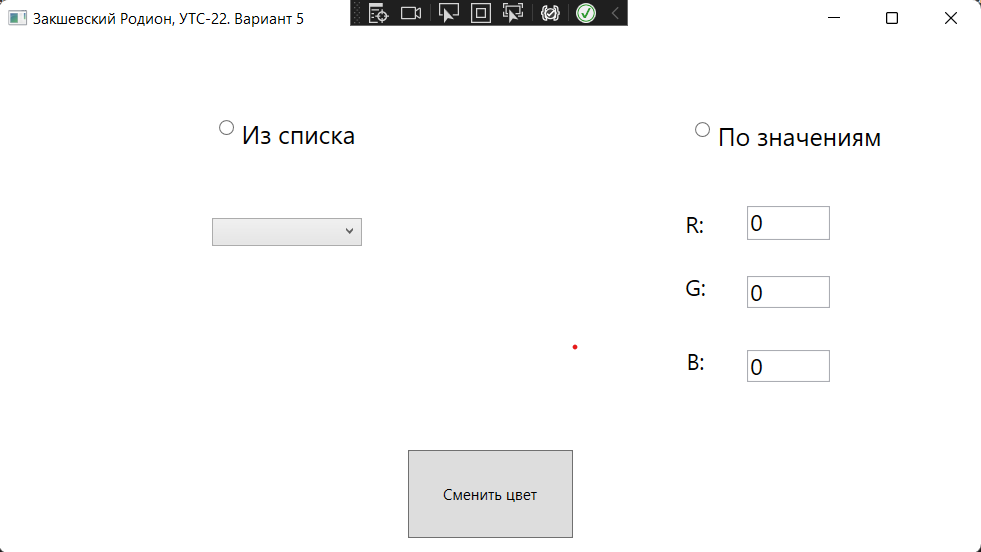 Закшевский Родион, УТС-22. Вариант 5
Из списка
По значениям
R: 0
G: 0
B: 0
Сменить цвет